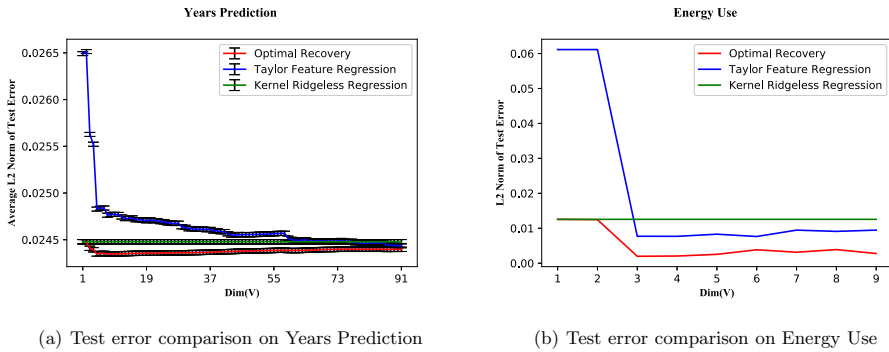 Years Prediction
Average L2 Norm of Test Error
0.0265
0.0260
0.0255
0.0250
0.0245
Optimal Recovery
Taylor Feature Regression
Kernel Ridgeless Regression
1 19 37 55 73 91
Dim(V)
(a) Test error comparison on Years Prediction
Energy Use
L2 Norm of Test Error
0.06
0.05
0.04
0.03
0.02
0.01
0.00
Optimal Recovery
Taylor Feature Regression
Kernel Ridgeless Regression
1 2 3 4 5 6 7 8 9
Dim(V)
(b) Test error comparison on Energy Use